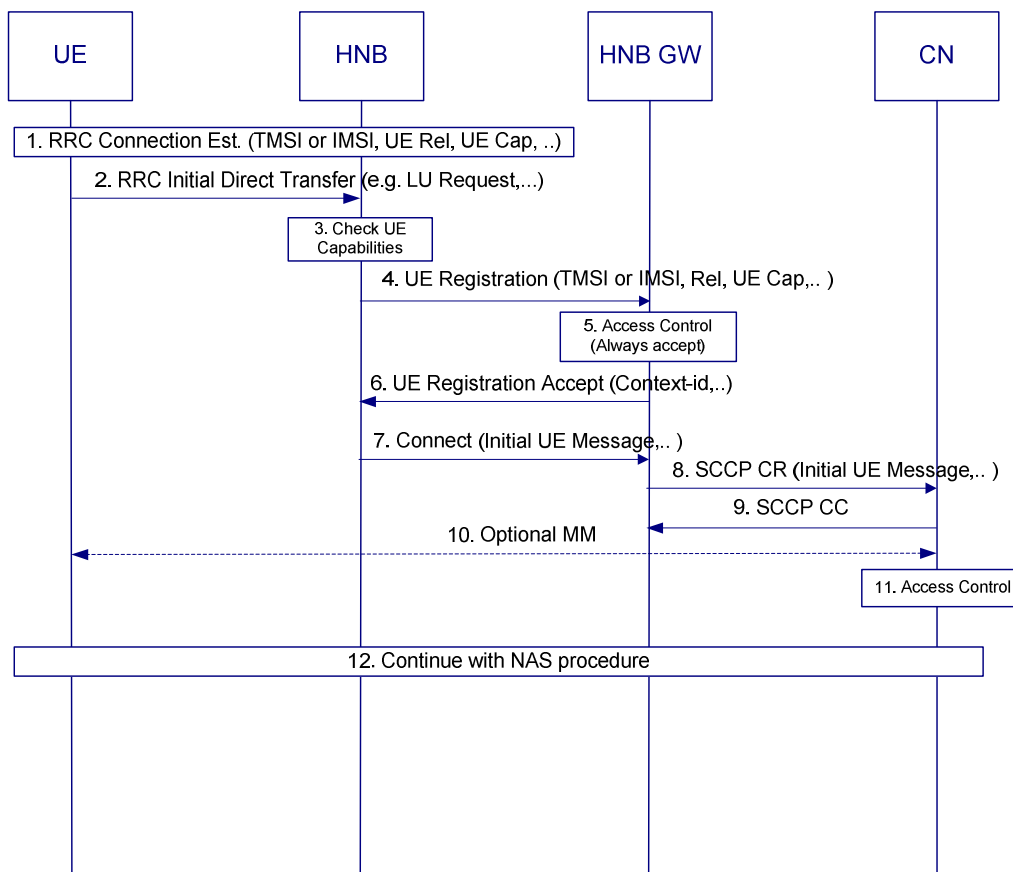 UE
HNB
HNB GW
CN
1. RRC Connection Est. (TMSI or IMSI, UE Rel, UE Cap, ..)
2. RRC Initial Direct Transfer (e.g. LU Request,...)
3. Check UE
Capabilities
4. UE Registration (TMSI or IMSI, Rel, UE Cap,.. )
5. Access Control
(Always accept)
6. UE Registration Accept (Context-id,..)
7. Connect (Initial UE Message,.. )
8. SCCP CR (Initial UE Message,.. )
9. SCCP CC
10. Optional MM
11. Access Control
12. Continue with NAS procedure